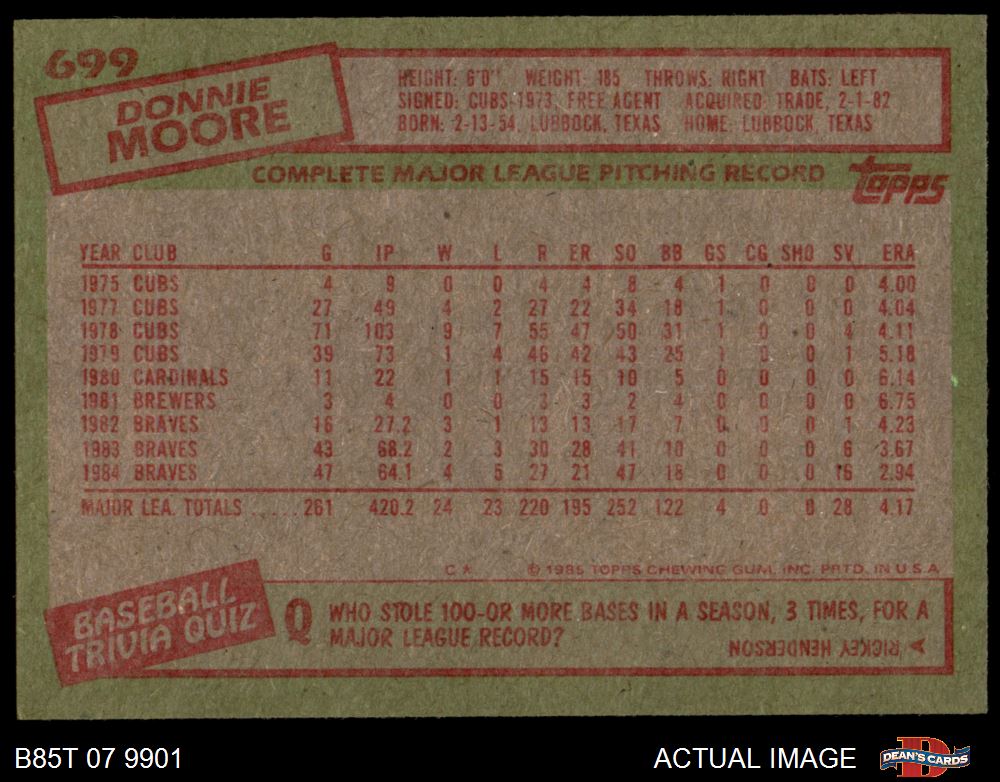 699
DONNIE
MOORE
HEIGHT: 6'0" WEIGHT: 185 THROWS: RIGHT BATS: LEFT
SIGNED: CUBS-1973, FREE AGENT ACQUIRED: TRADE, 2-1-82
BORN: 2-13-54, LUBBOCK, TEXAS HOME: LUBBOCK, TEXAS
COMPLETE MAJOR LEAGUE PITCHING RECORD
TOPPS
YEAR CLUB G IP W L R ER SO BB GS CG SHO SV ERA
1975 CUBS 4 9 0 0 4 4 8 4 1 0 0 0 4.00
1977 CUBS 27 49 4 2 27 22 34 18 1 0 0 0 4.04
1978 CUBS 71 103 9 7 55 47 50 31 1 0 0 4 4.11
1979 CUBS 39 73 1 4 46 42 43 25 1 0 0 1 5.18
1980 CARDINALS 11 22 1 1 15 15 10 5 0 0 0 0 6.14
1981 BREWERS 3 4 0 0 3 3 2 4 0 0 0 0 6.75
1982 BRAVES 16 27.2 3 1 13 13 17 7 0 0 0 1 4.23
1983 BRAVES 43 68.2 2 3 30 28 41 10 0 0 0 6 3.67
1984 BRAVES 47 64.1 4 5 27 21 47 18 0 0 0 16 2.94
MAJOR LEA. TOTALS ..... 261 420.2 24 23 220 195 252 122 4 0 0 28 4.17
C * © 1985 TOPPS CHEWING GUM, INC. PRTD. IN U.S.A
BASEBALL
TRIVIA QUIZ
Q WHO STOLE 100-OR MORE BASES IN A SEASON, 3 TIMES, FOR A
MAJOR LEAGUE RECORD?
RICKEY HENDERSON
B85T 07 9901
ACTUAL IMAGE
DEAN'S CARDS